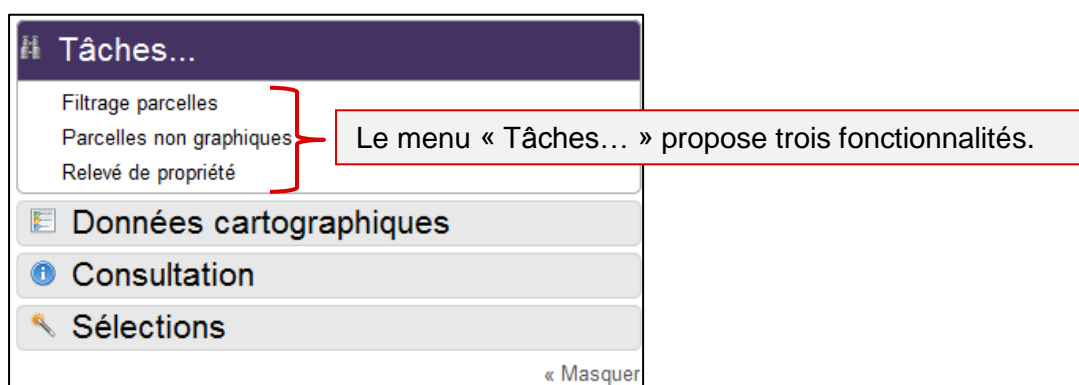 Tâches...
Filtrage parcelles
Parcelles non graphiques
Relevé de propriété
Le menu « Tâches… » propose trois fonctionnalités.
Données cartographiques
Consultation
Sélections
« Masquer